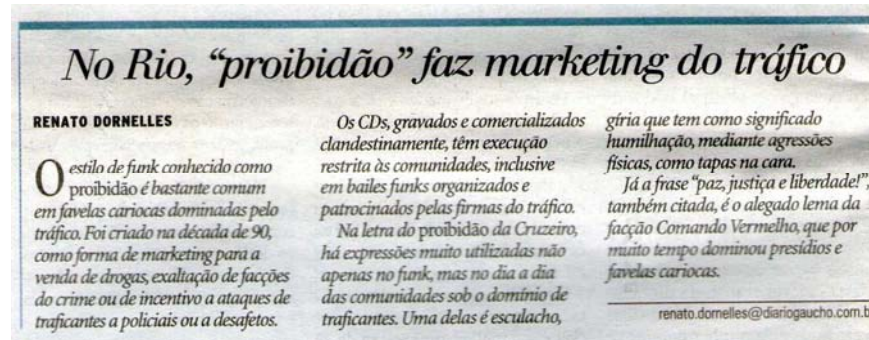 No Rio, “proibidão” faz marketing do tráfico
RENATO DORNELLES
O estilo de funk conhecido como
proibidão é bastante comum
em favelas cariocas dominadas pelo
tráfico. Foi criado na década de 90,
como forma de marketing para a
venda de drogas, exaltação de facções
do crime ou de incentivo a ataques de
traficantes a policiais ou a desafetos.
Os CDs, gravados e comercializados
clandestinamente, têm execução
restrita às comunidades, inclusive
em bailes funks organizados e
patrocinados pelas firmas do tráfico.
Na letra do proibidão da Cruzeiro,
há expressões muito utilizadas não
apenas no funk, mas no dia a dia
das comunidades sob o domínio de
traficantes. Uma delas é esculacho,
gíria que tem como significado
humilhação, mediante agressões
físicas, como tapas na cara.
Já a frase “paz, justiça e liberdade!”,
também citada, é o alegado lema da
facção Comando Vermelho, que por
muito tempo dominou presídios e
favelas cariocas.
renato.dornelles@diariogaucho.com.b